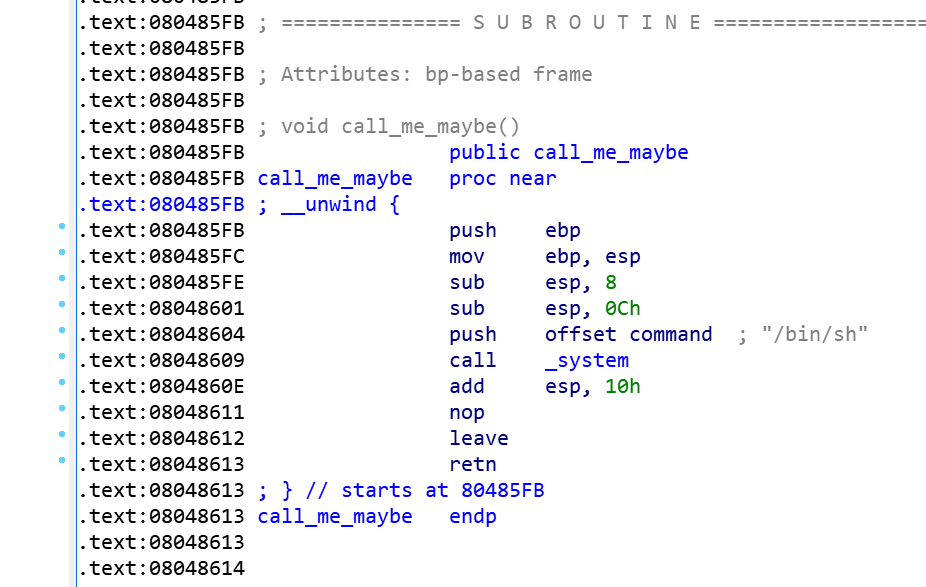 .text:080485FB
.text:080485FB ; =============== S U B R O U T I N E ===================
.text:080485FB
.text:080485FB ; Attributes: bp-based frame
.text:080485FB
.text:080485FB ; void call_me_maybe()
.text:080485FB public call_me_maybe
.text:080485FB call_me_maybe proc near
.text:080485FB ; __unwind {
.text:080485FB push ebp
.text:080485FC mov ebp, esp
.text:080485FE sub esp, 8
.text:08048601 sub esp, 0Ch
.text:08048604 push offset command ; "/bin/sh"
.text:08048609 call _system
.text:0804860E add esp, 10h
.text:08048611 nop
.text:08048612 leave
.text:08048613 retn
.text:08048613 ; } // starts at 80485FB
.text:08048613 call_me_maybe endp
.text:08048613
.text:08048614